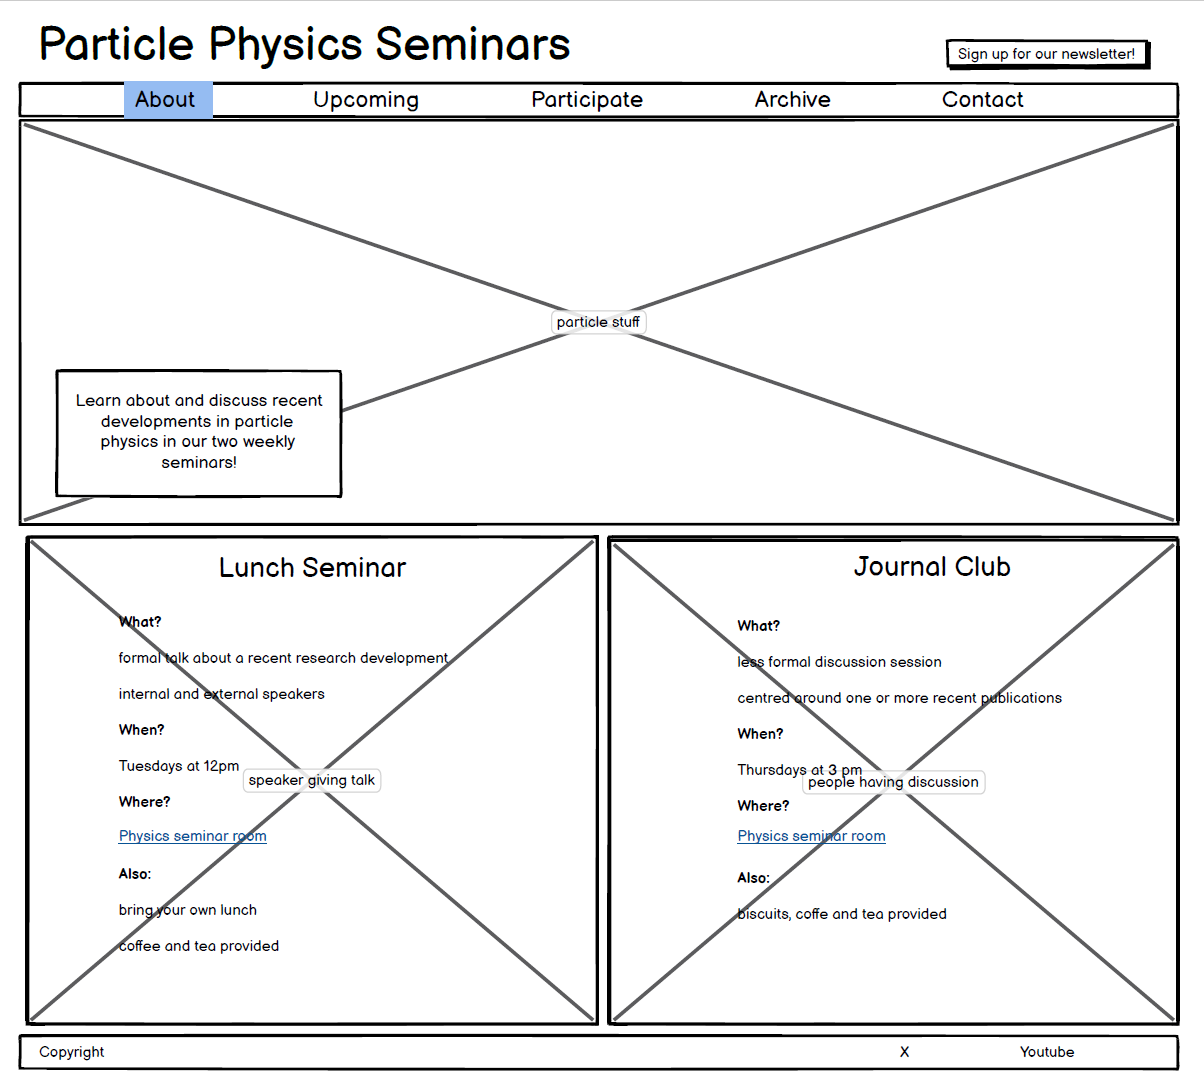 Particle Physics Seminars
Sign up for our newsletter!
About Upcoming Participate Archive Contact
particle stuff
Learn about and discuss recent
developments in particle
physics in our two weekly
seminars!
Lunch Seminar
What?
formal talk about a recent research development
internal and external speakers
When?
Tuesdays at 12pm
speaker giving talk
Where?
Physics seminar room
Also:
bring your own lunch
coffee and tea provided
Journal Club
What?
less formal discussion session
centred around one or more recent publications
When?
Thursdays at 3 pm
people having discussion
Where?
Physics seminar room
Also:
biscuits, coffe and tea provided
Copyright X Youtube